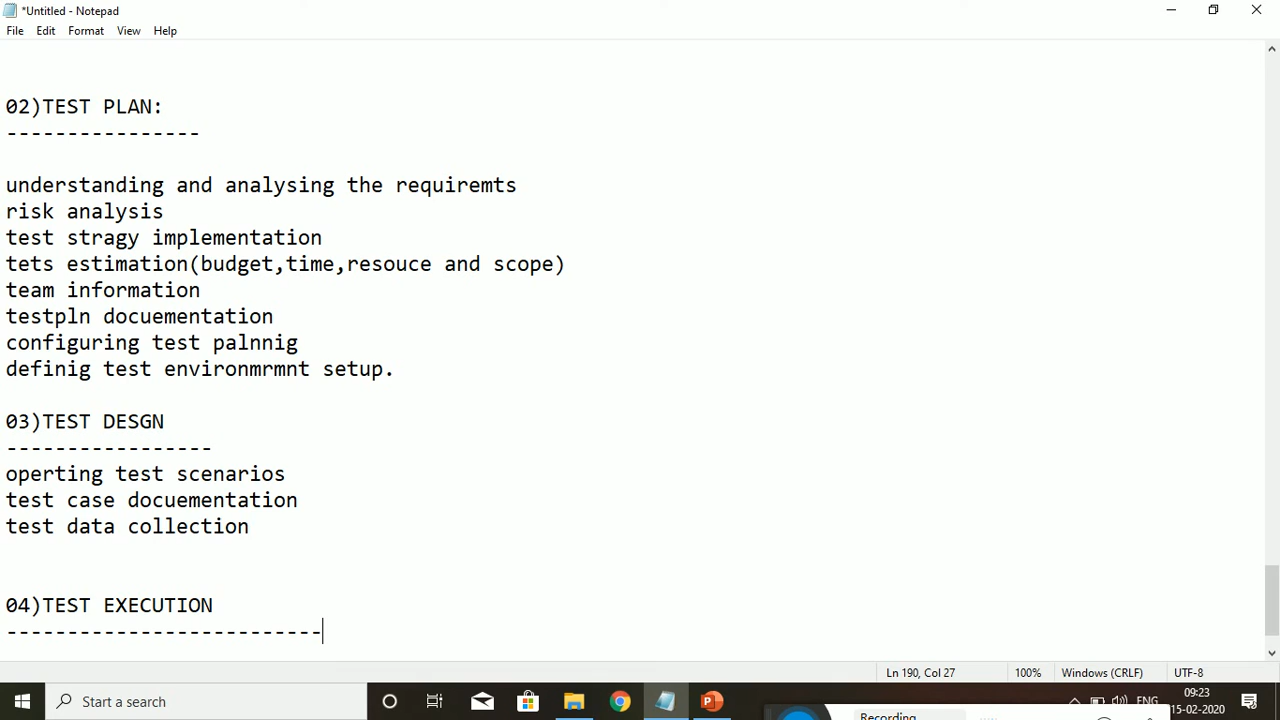 *Untitled - Notepad
File Edit Format View Help
02)TEST PLAN:
----------------
understanding and analysing the requiremts
risk analysis
test stragy implementation
tets estimation(budget,time,resouce and scope)
team information
testpln docuementation
configuring test palnnig
definig test environmrmnt setup.
03)TEST DESGN
-----------------
operting test scenarios
test case docuementation
test data collection
04)TEST EXECUTION
--------------------------
Ln 190, Col 27 100% Windows (CRLF) UTF-8
Start a search ENG 09:23
15-02-2020
Recording